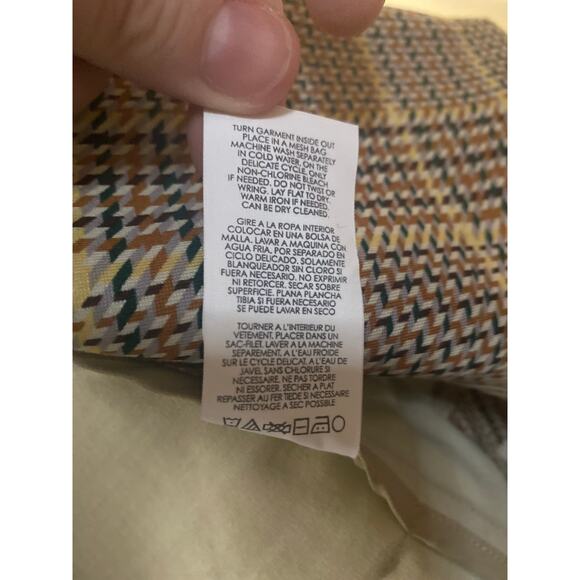 TURN GARMENT INSIDE OUT
PLACE IN A MESH BAG
MACHINE WASH SEPARATELY
IN COLD WATER, ON THE
DELICATE CYCLE. ONLY
NON-CHLORINE BLEACH
IF NEEDED. DO NOT TWIST OR
WRING. LAY FLAT TO DRY.
WARM IRON IF NEEDED.
CAN BE DRY CLEANED.
GIRE A LA ROPA INTERIOR
COLOCAR EN UNA BOLSA DE
MALLA. LAVAR A MAQUINA CON
AGUA FRIA, POR SEPARADO EN
CICLO DELICADO. SOLAMENTE
BLANQUEADOR SIN CLORO SI
FUERA NECESARIO. NO EXPRIMIR
NI RETORCER. SECAR SOBRE
SUPERFICIE. PLANA PLANCHA
TIBIA SI FUERA NECESARIO
SE PUEDE LAVAR EN SECO
TOURNER A L'INTERIEUR DU
VETEMENT. PLACER DANS UN
SAC-FILET. LAVER A LA MACHINE
SEPAREMENT. A L'EAU FROIDE
SUR LE CYCLE DELICAT. A L'EAU DE
JAVEL SANS CHLORURE SI
NECESSAIRE. NE PAS TORDRE
NI ESSORER. SÉCHER A PLAT
REPASSER AU FER TIEDE SI NECESSAIRE
NETTOYAGE A SEC POSSIBLE